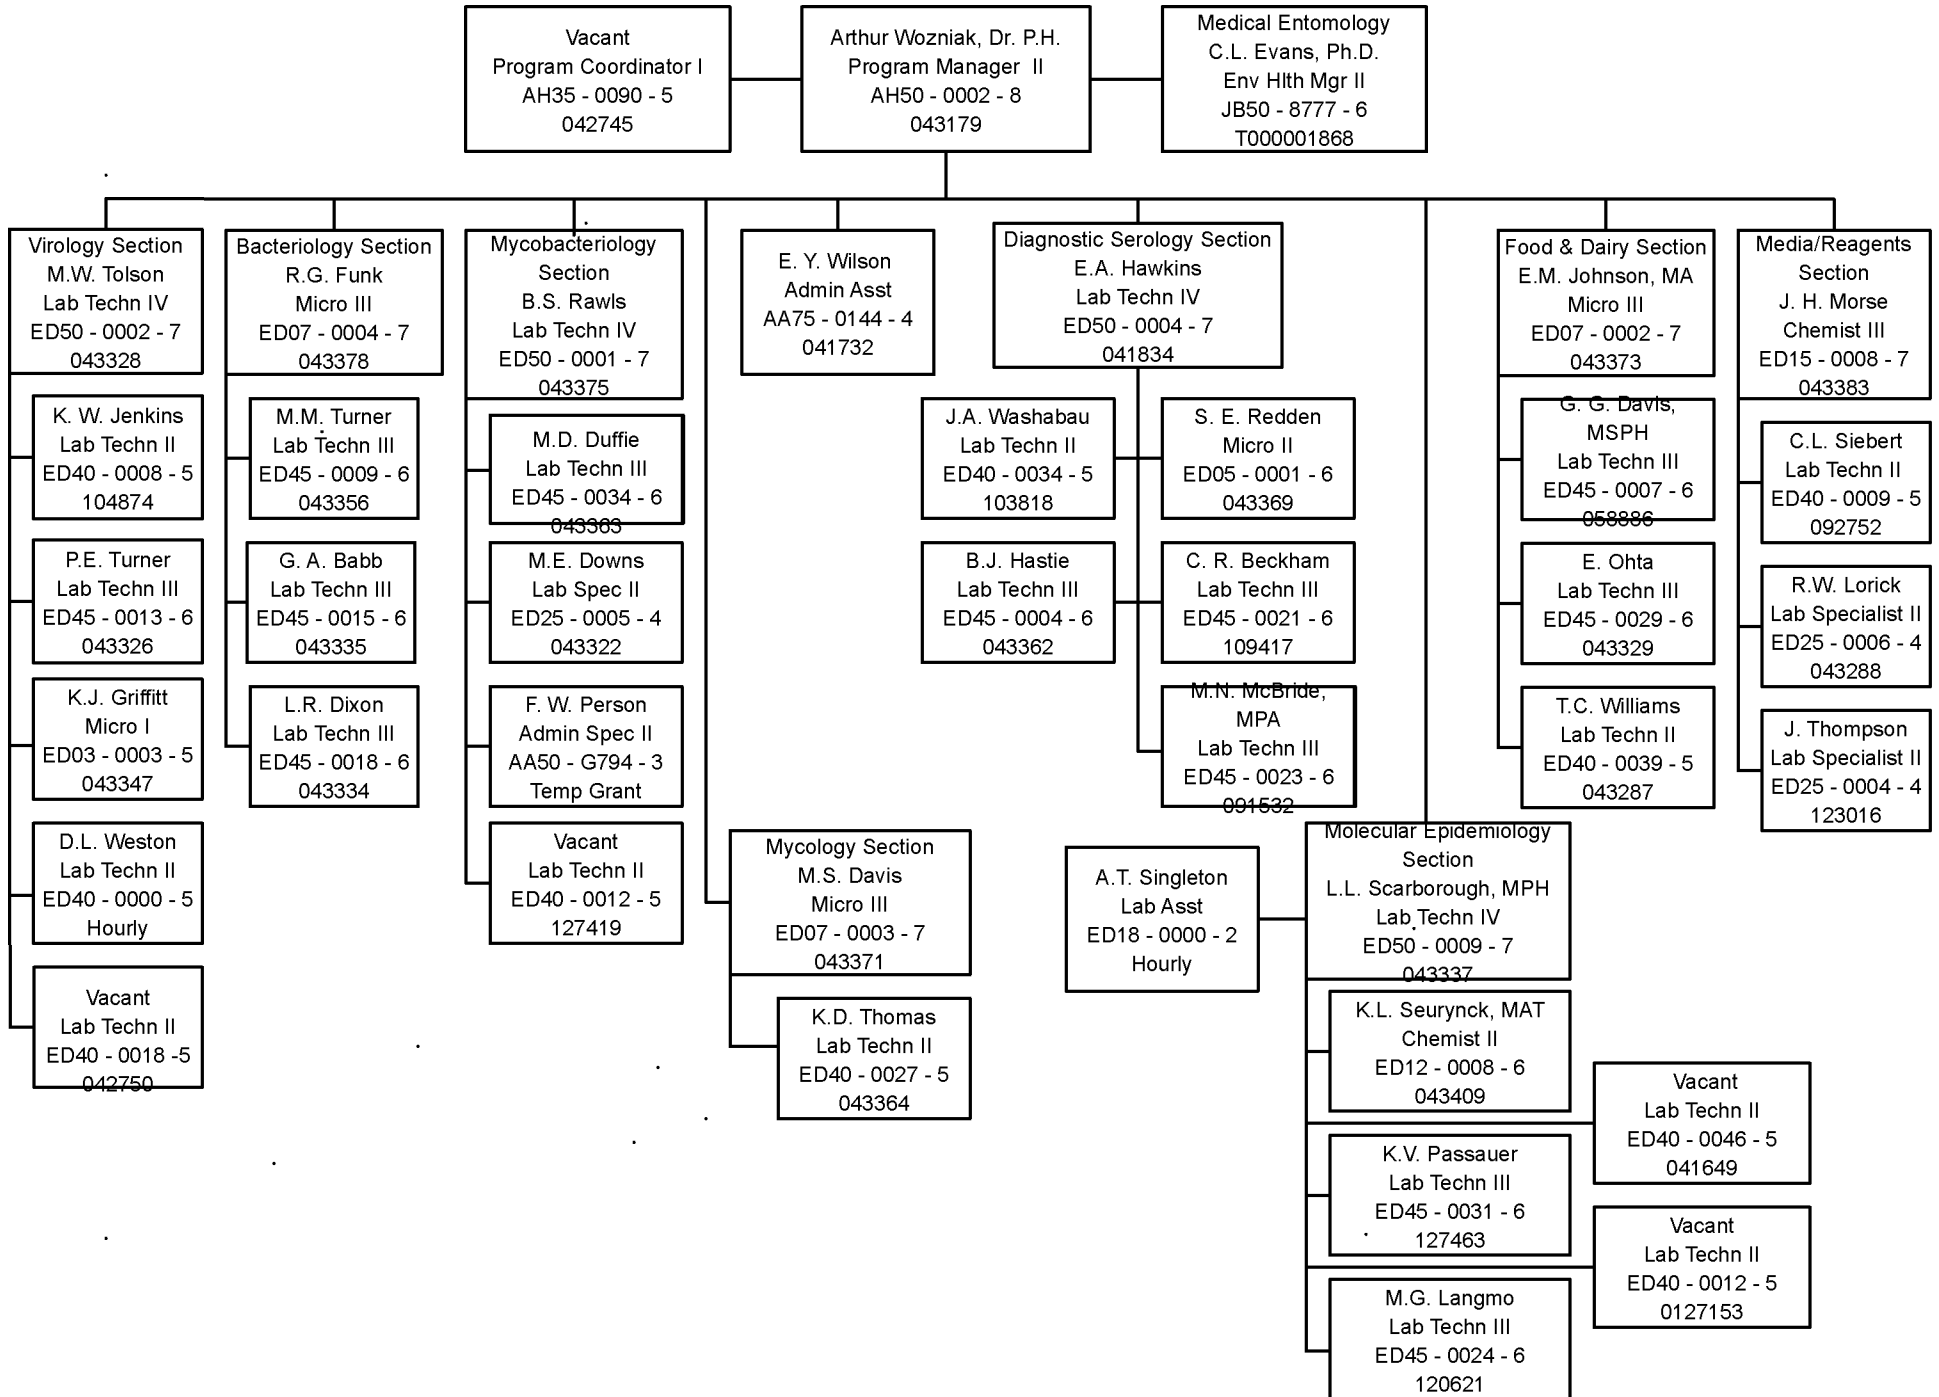 Vacant
Program Coordinator I
AH35 - 0090 - 5
042745
Arthur Wozniak, Dr. P.H.
Program Manager II
AH50 - 0002 - 8
043179
Medical Entomology
C.L. Evans, Ph.D.
Env Hlth Mgr II
JB50 - 8777 - 6
T000001868
Virology Section
M.W. Tolson
Lab Techn IV
ED50 - 0002 - 7
043328
K. W. Jenkins
Lab Techn II
ED40 - 0008 - 5
104874
P.E. Turner
Lab Techn III
ED45 - 0013 - 6
043326
K.J. Griffitt
Micro I
ED03 - 0003 - 5
043347
D.L. Weston
Lab Techn II
ED40 - 0000 - 5
Hourly
Vacant
Lab Techn II
ED40 - 0018 -5
042750
Bacteriology Section
R.G. Funk
Micro III
ED07 - 0004 - 7
043378
M.M. Turner
Lab Techn III
ED45 - 0009 - 6
043356
G. A. Babb
Lab Techn III
ED45 - 0015 - 6
043335
L.R. Dixon
Lab Techn III
ED45 - 0018 - 6
043334
Mycobacteriology
Section
B.S. Rawls
Lab Techn IV
ED50 - 0001 - 7
043375
M.D. Duffie
Lab Techn III
ED45 - 0034 - 6
043363
M.E. Downs
Lab Spec II
ED25 - 0005 - 4
043322
F. W. Person
Admin Spec II
AA50 - G794 - 3
Temp Grant
Vacant
Lab Techn II
ED40 - 0012 - 5
127419
Mycology Section
M.S. Davis
Micro III
ED07 - 0003 - 7
043371
K.D. Thomas
Lab Techn II
ED40 - 0027 - 5
043364
E. Y. Wilson
Admin Asst
AA75 - 0144 - 4
041732
Diagnostic Serology Section
E.A. Hawkins
Lab Techn IV
ED50 - 0004 - 7
041834
J.A. Washabau
Lab Techn II
ED40 - 0034 - 5
103818
S. E. Redden
Micro II
ED05 - 0001 - 6
043369
B.J. Hastie
Lab Techn III
ED45 - 0004 - 6
043362
C. R. Beckham
Lab Techn III
ED45 - 0021 - 6
109417
M.N. McBride,
MPA
Lab Techn III
ED45 - 0023 - 6
091532
A.T. Singleton
Lab Asst
ED18 - 0000 - 2
Hourly
Molecular Epidemiology
Section
L.L. Scarborough, MPH
Lab Techn IV
ED50 - 0009 - 7
043337
K.L. Seurynck, MAT
Chemist II
ED12 - 0008 - 6
043409
Vacant
Lab Techn II
ED40 - 0046 - 5
041649
K.V. Passauer
Lab Techn III
ED45 - 0031 - 6
127463
Vacant
Lab Techn II
ED40 - 0012 - 5
0127153
M.G. Langmo
Lab Techn III
ED45 - 0024 - 6
120621
Food & Dairy Section
E.M. Johnson, MA
Micro III
ED07 - 0002 - 7
043373
G. G. Davis,
MSPH
Lab Techn III
ED45 - 0007 - 6
058886
E. Ohta
Lab Techn III
ED45 - 0029 - 6
043329
T.C. Williams
Lab Techn II
ED40 - 0039 - 5
043287
Media/Reagents
Section
J. H. Morse
Chemist III
ED15 - 0008 - 7
043383
C.L. Siebert
Lab Techn II
ED40 - 0009 - 5
092752
R.W. Lorick
Lab Specialist II
ED25 - 0006 - 4
043288
J. Thompson
Lab Specialist II
ED25 - 0004 - 4
123016